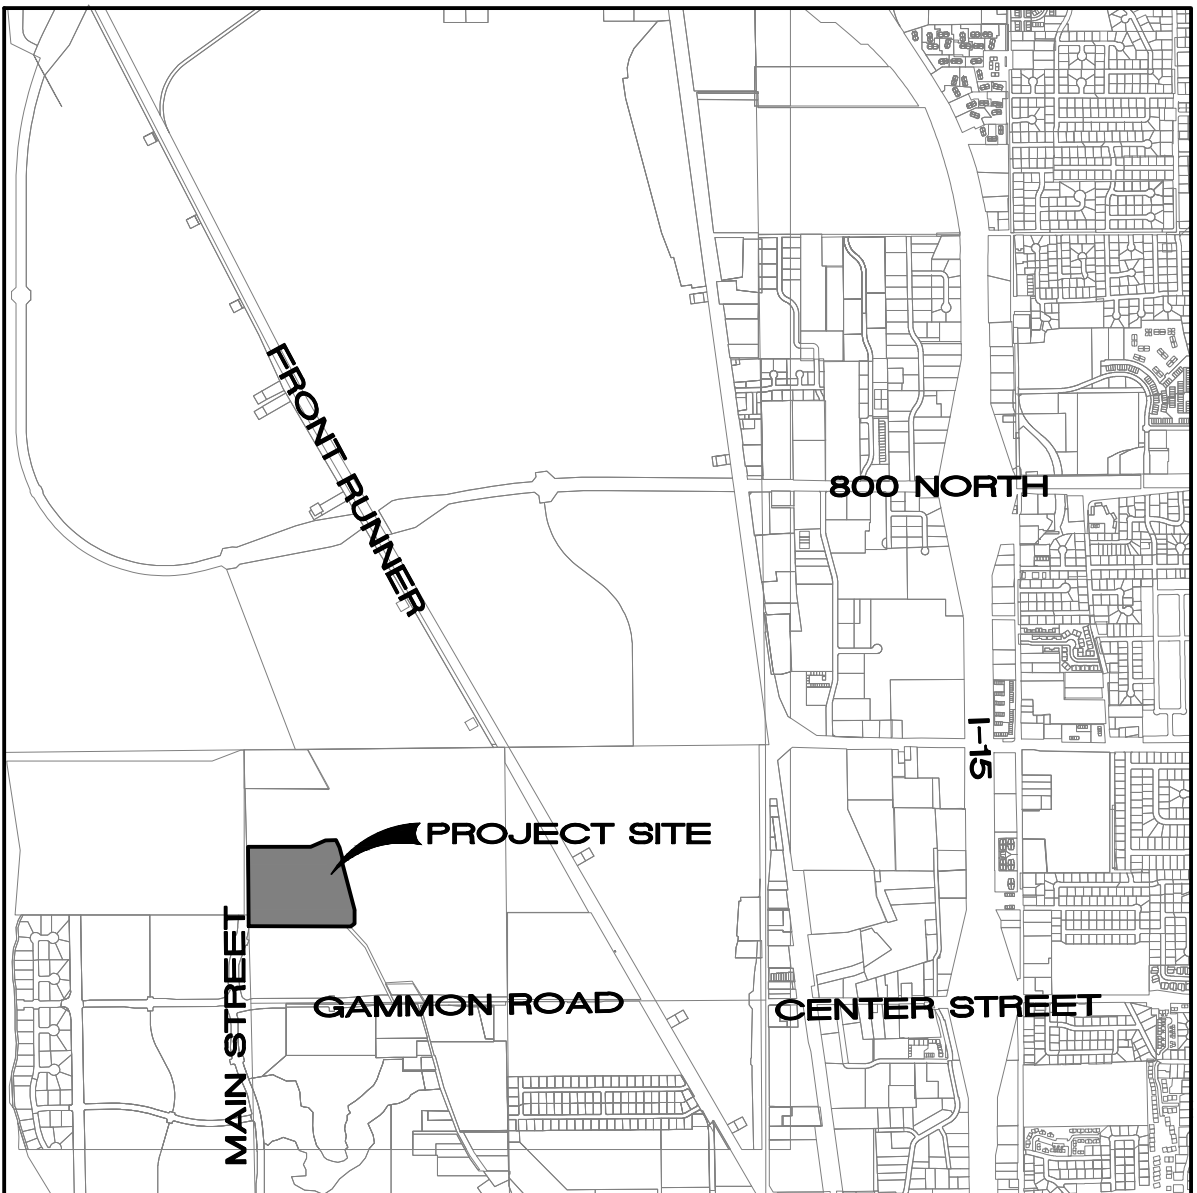 FRONT RUNNER
800 NORTH
I-15
PROJECT SITE
MAIN STREET
GAMMON ROAD
CENTER STREET